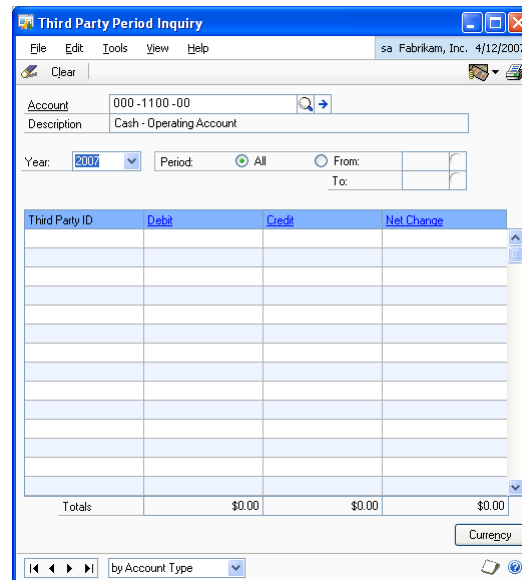 Third Party Period Inquiry
File Edit Tools View Help sa Fabrikam, Inc. 4/12/2007
Clear
Account 000 -1100 -00
Description Cash - Operating Account
Year: 2007 Period: All From:
To:
Third Party ID Debit Credit Net Change
Totals $0.00 $0.00 $0.00
Currency
by Account Type